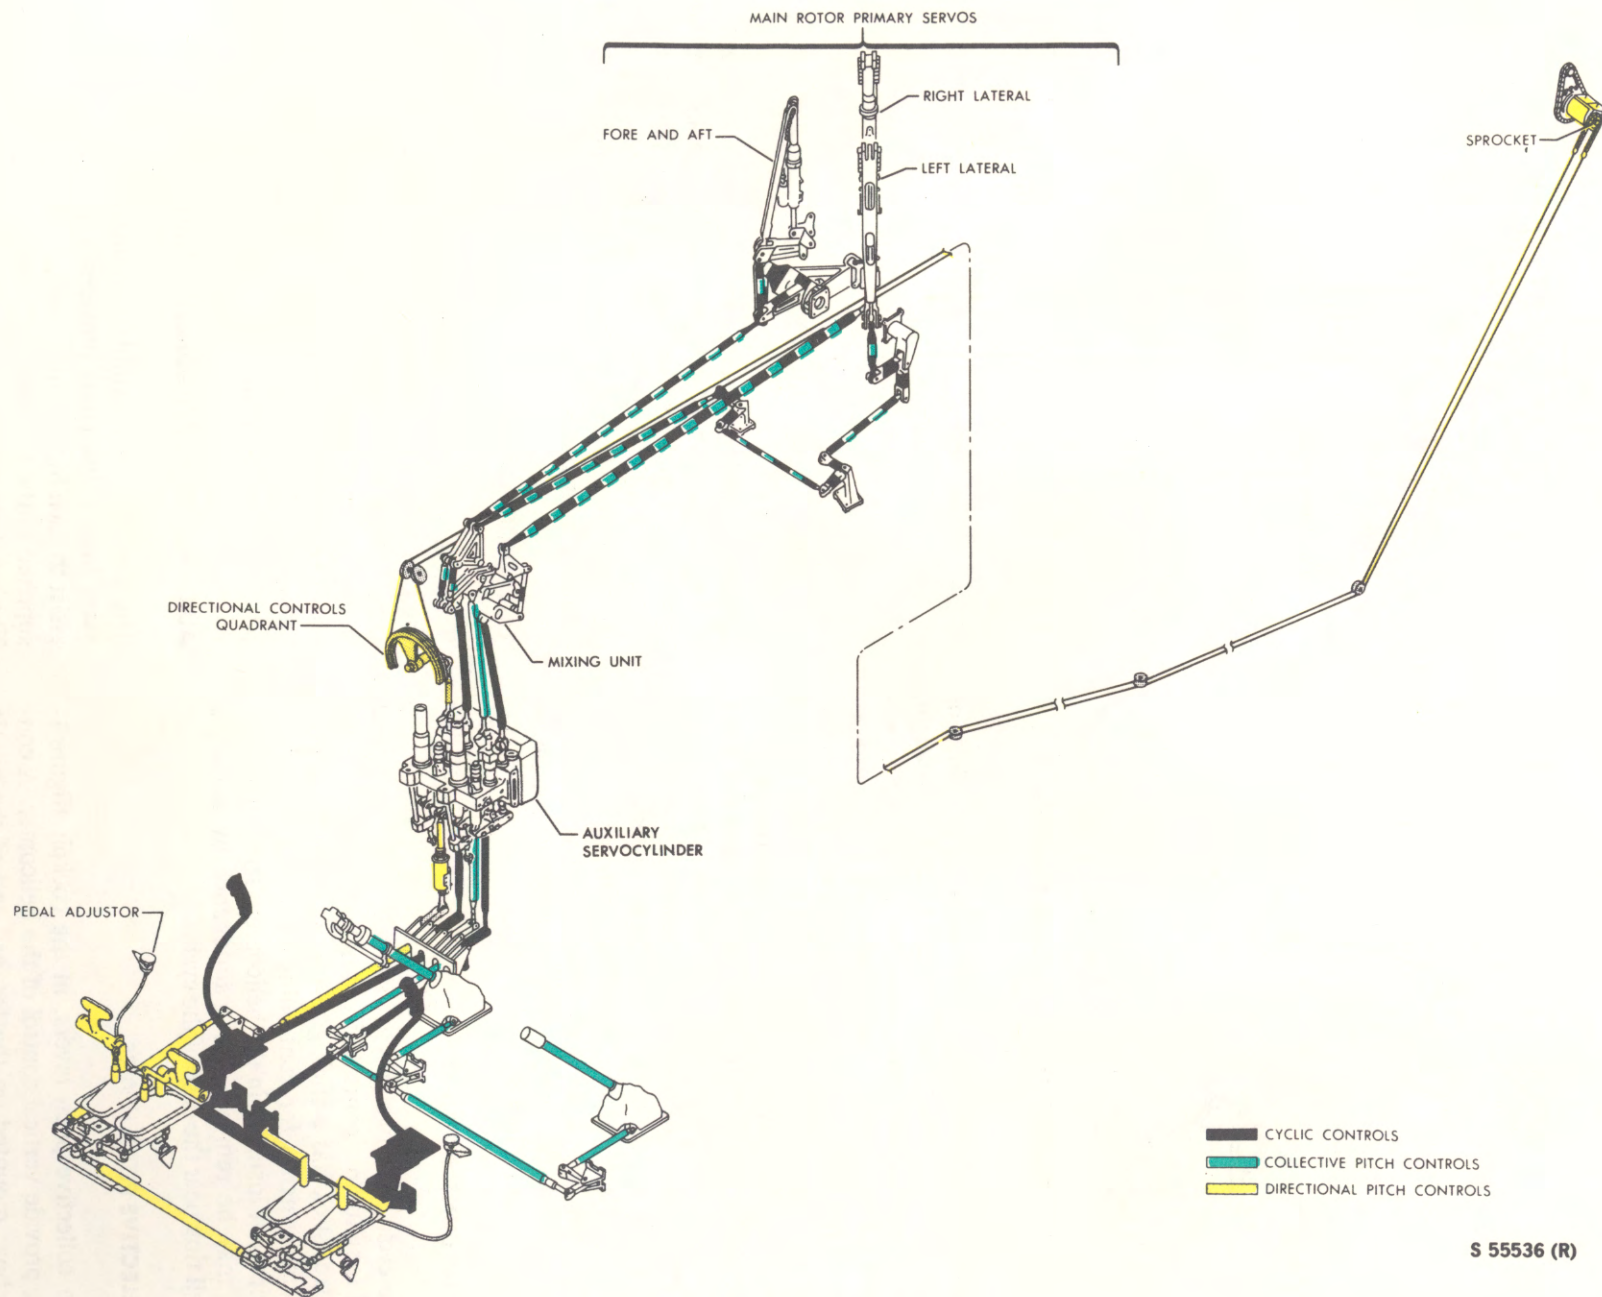 MAIN ROTOR PRIMARY SERVOS
RIGHT LATERAL
FORE AND AFT
SPROCKET
LEFT LATERAL
DIRECTIONAL CONTROLS
QUADRANT
MIXING UNIT
AUXILIARY
SERVOCYLINDER
PEDAL ADJUSTOR
CYCLIC CONTROLS
COLLECTIVE PITCH CONTROLS
DIRECTIONAL PITCH CONTROLS
S 55536 (R)